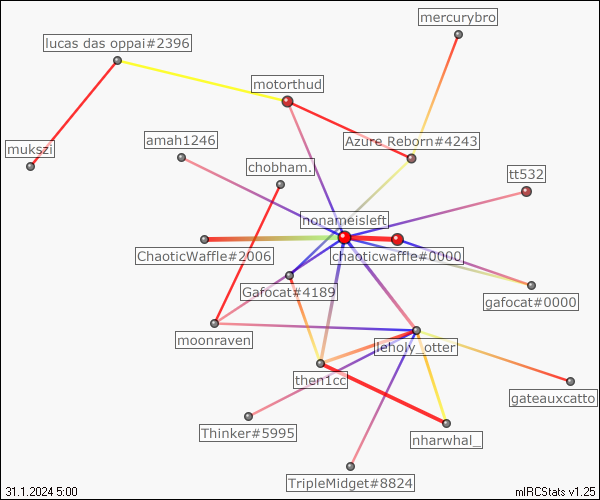 mercurybro
lucas das oppai#2396
motorthud
Azure Reborn#4243
amah1246
mukszi
chobham.
tt532
nonameisleft
ChaoticWaffle#2006
chaoticwaffle#0000
Gafocat#4189
gafocat#0000
moonraven
leholy_otter
then1cc
gateauxcatto
Thinker#5995
nharwhal_
TripleMidget#8824
31.1.2024 5:00
mIRCStats v1.25